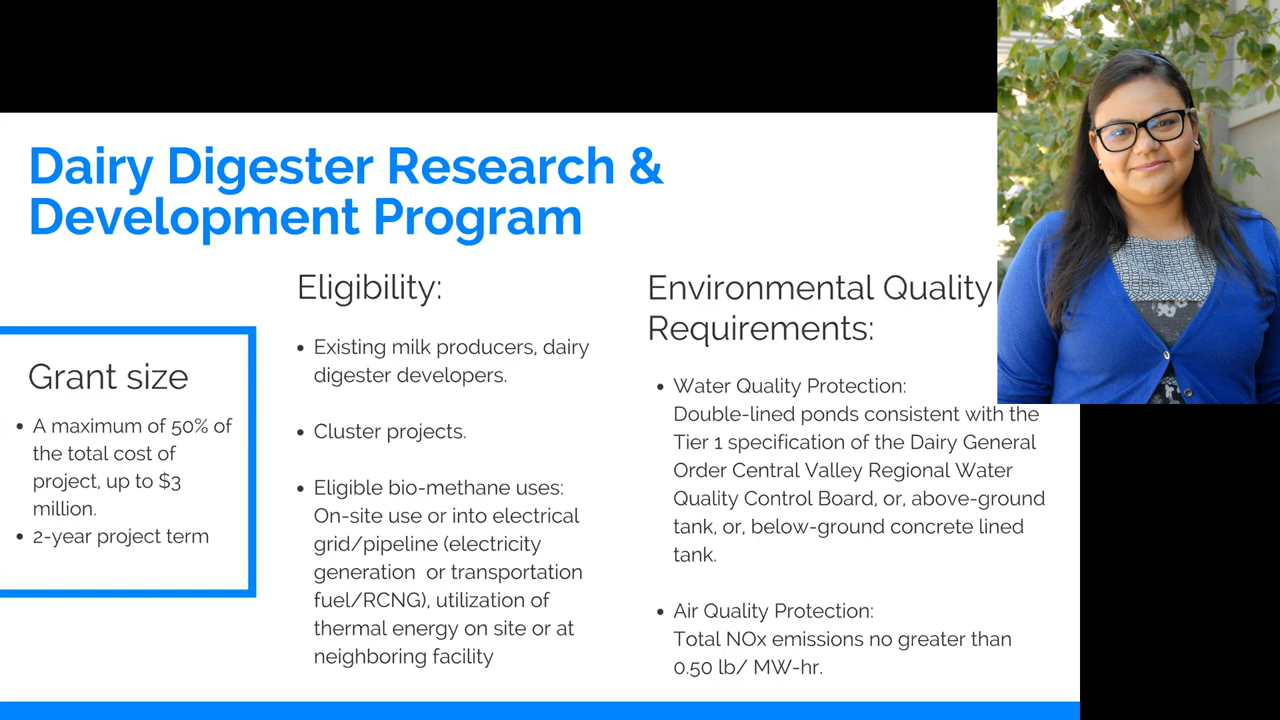 Dairy Digester Research &
Development Program
Grant size
• A maximum of 50% of
the total cost of
project, up to $3
million.
• 2-year project term
Eligibility:
• Existing milk producers, dairy
digester developers.
• Cluster projects.
• Eligible bio-methane uses:
On-site use or into electrical
grid/pipeline (electricity
generation or transportation
fuel/RCNG), utilization of
thermal energy on site or at
neighboring facility
Environmental Quality
Requirements:
• Water Quality Protection:
Double-lined ponds consistent with the
Tier 1 specification of the Dairy General
Order Central Valley Regional Water
Quality Control Board, or, above-ground
tank, or, below-ground concrete lined
tank.
• Air Quality Protection:
Total NOx emissions no greater than
0.50 lb/ MW-hr.